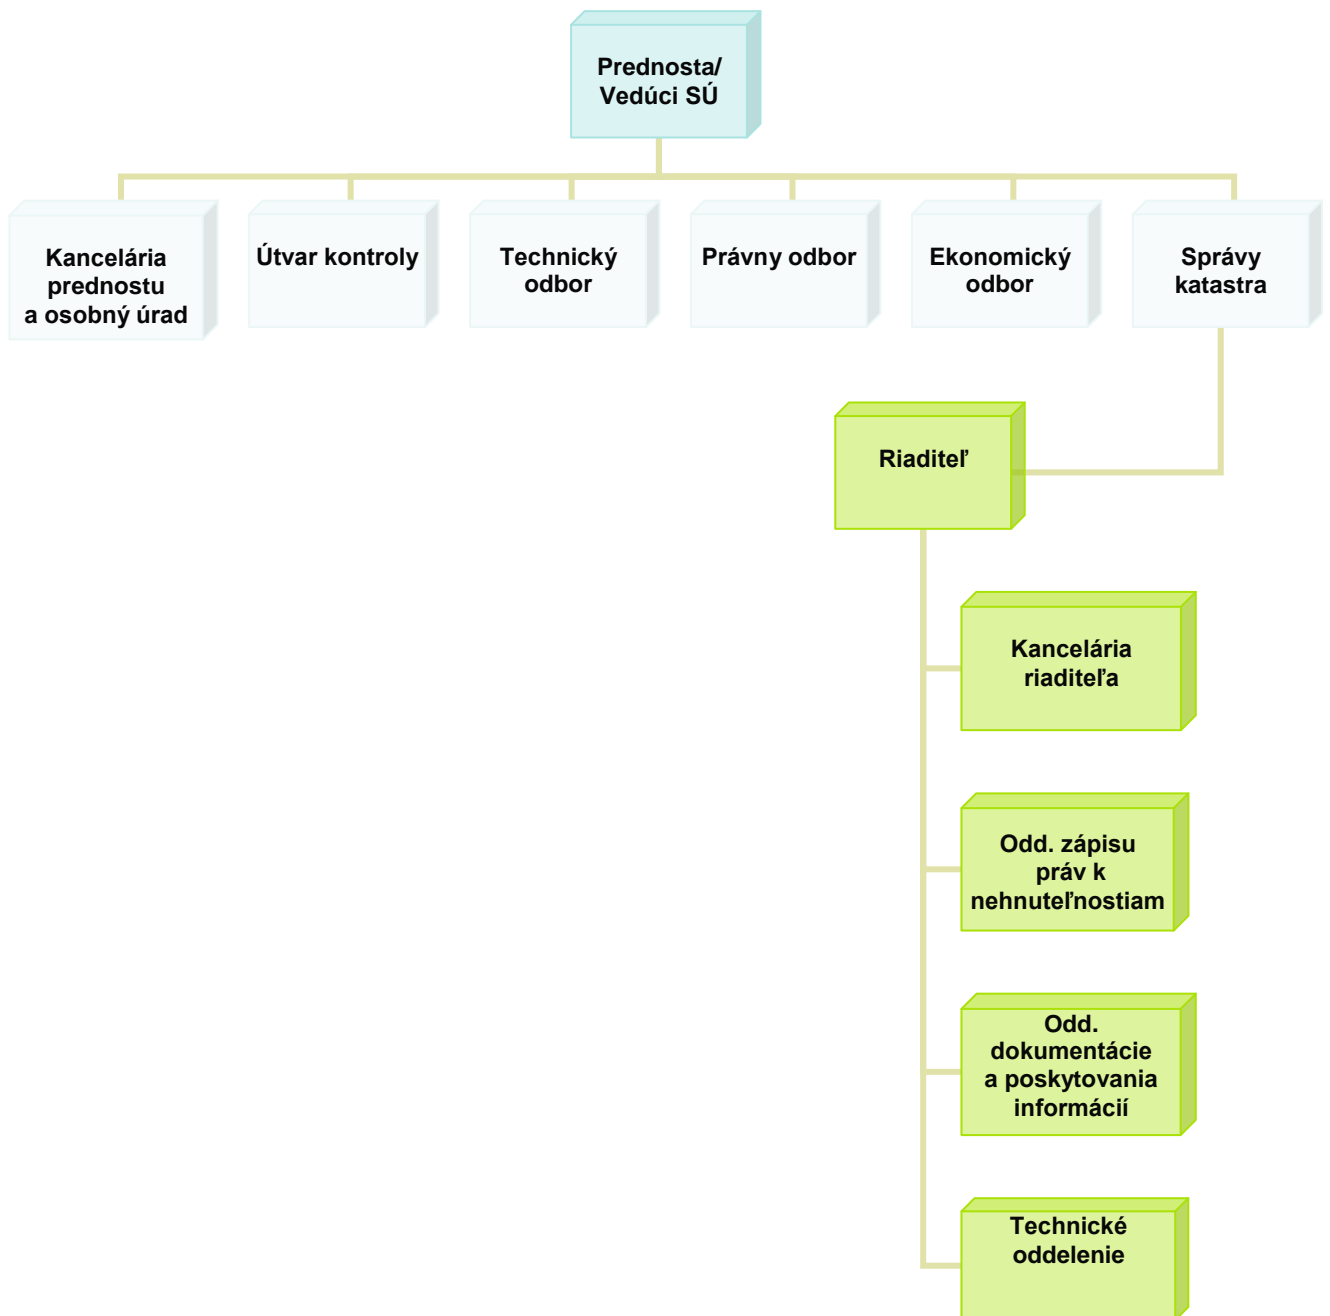 Prednosta/
Vedúci SÚ
Kancelária
prednostu
a osobný úrad
Útvar kontroly
Technický
odbor
Právny odbor
Ekonomický
odbor
Správy
katastra
Riaditeľ
Kancelária
riaditeľa
Odd. zápisu
práv k
nehnuteľnostiam
Odd.
dokumentácie
a poskytovania
informácií
Technické
oddelenie